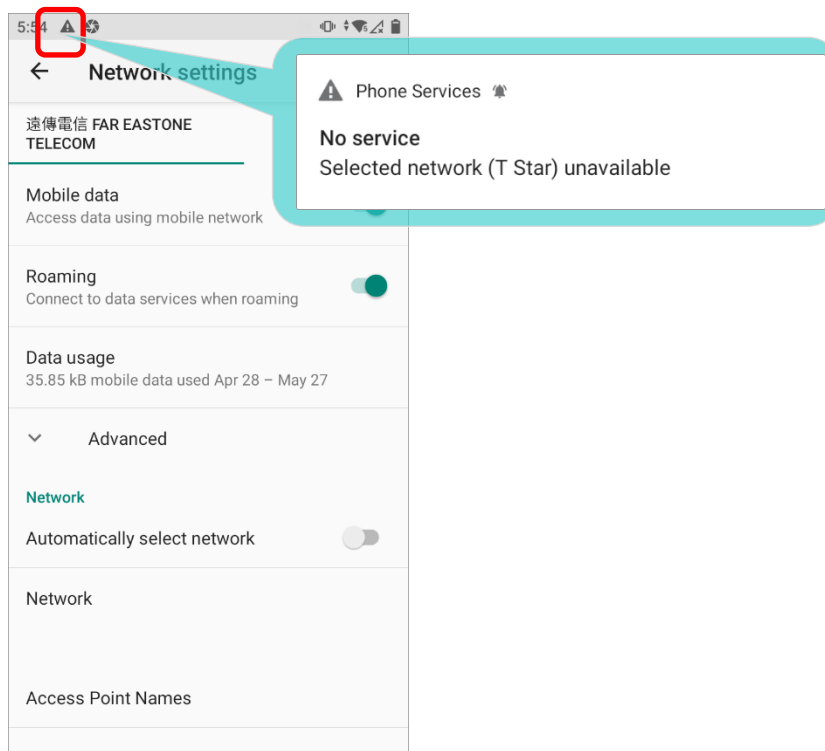 5:54
Network settings
Phone Services
No service
Selected network (T Star) unavailable
遠傳電信 FAR EASTONE
TELECOM
Mobile data
Access data using mobile network
Roaming
Connect to data services when roaming
Data usage
35.85 kB mobile data used Apr 28 – May 27
Advanced
Network
Automatically select network
Network
Access Point Names